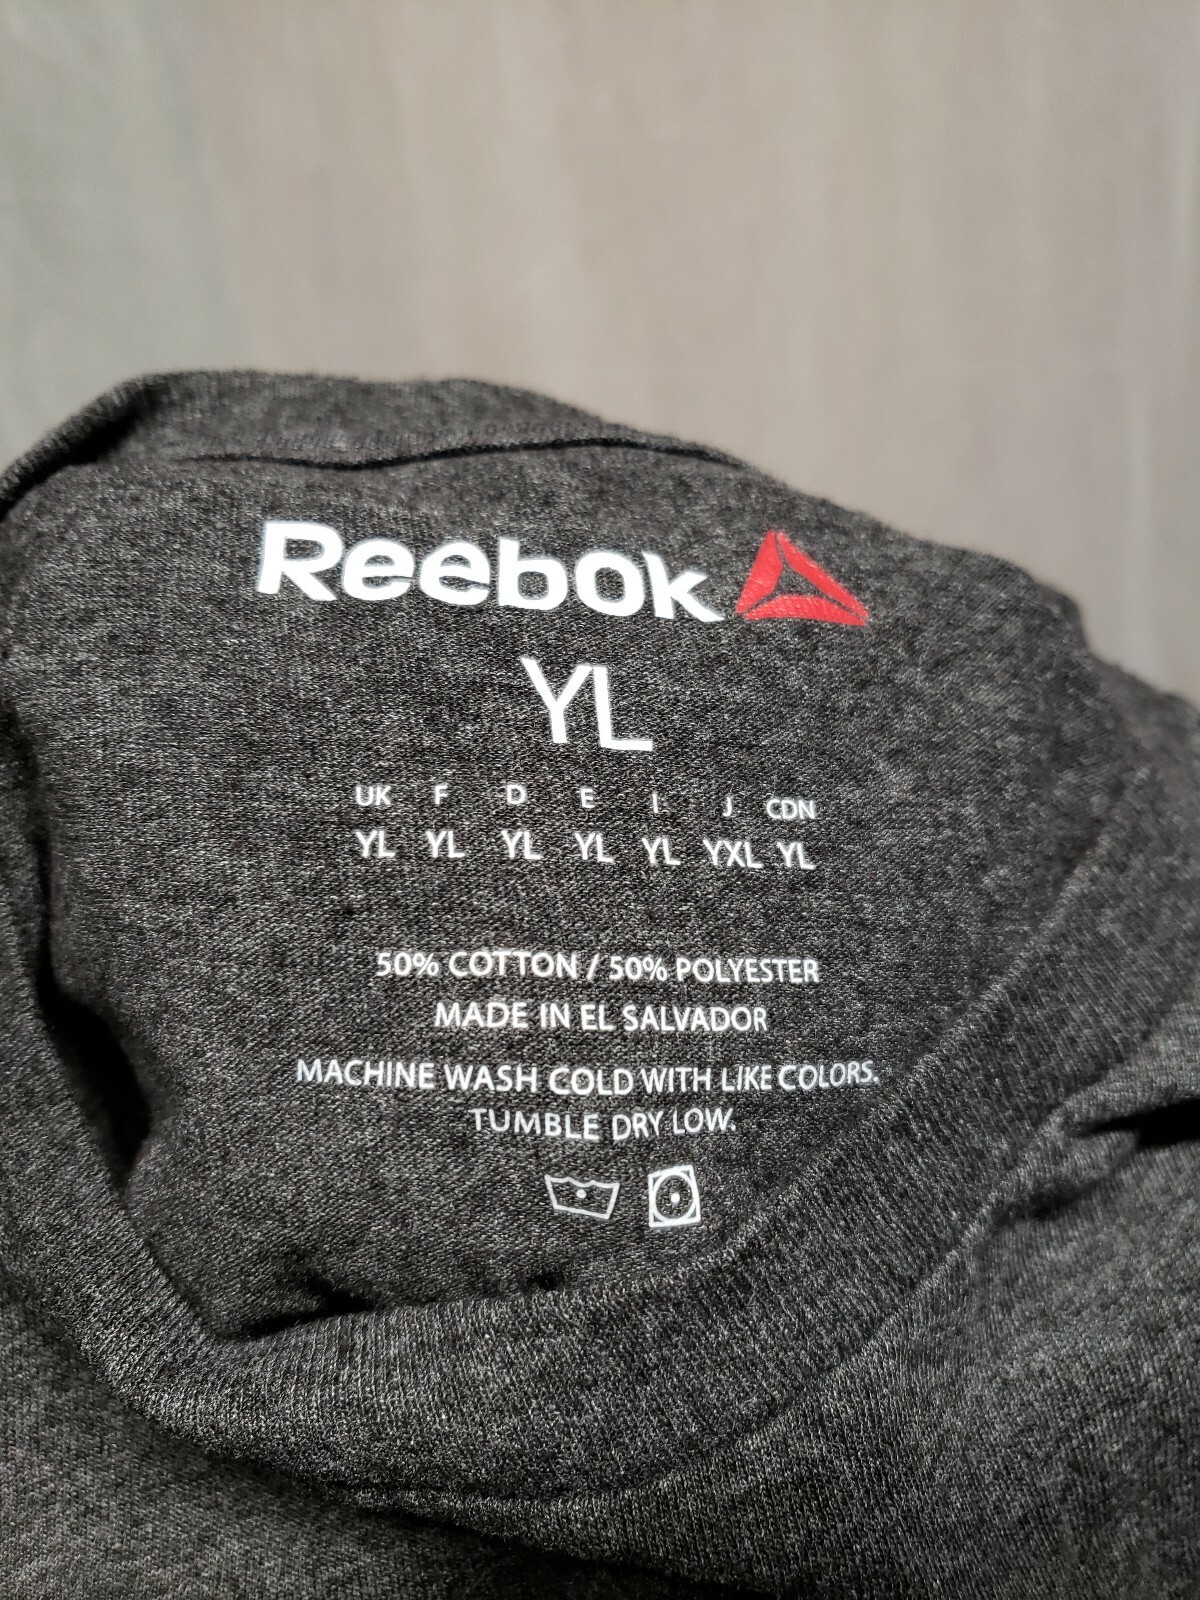 Reebok
YL
UK F D E I J CDN
YL YL YL YL YL YXL YL
50% COTTON / 50% POLYESTER
MADE IN EL SALVADOR
MACHINE WASH COLD WITH LIKE COLORS.
TUMBLE DRY LOW.